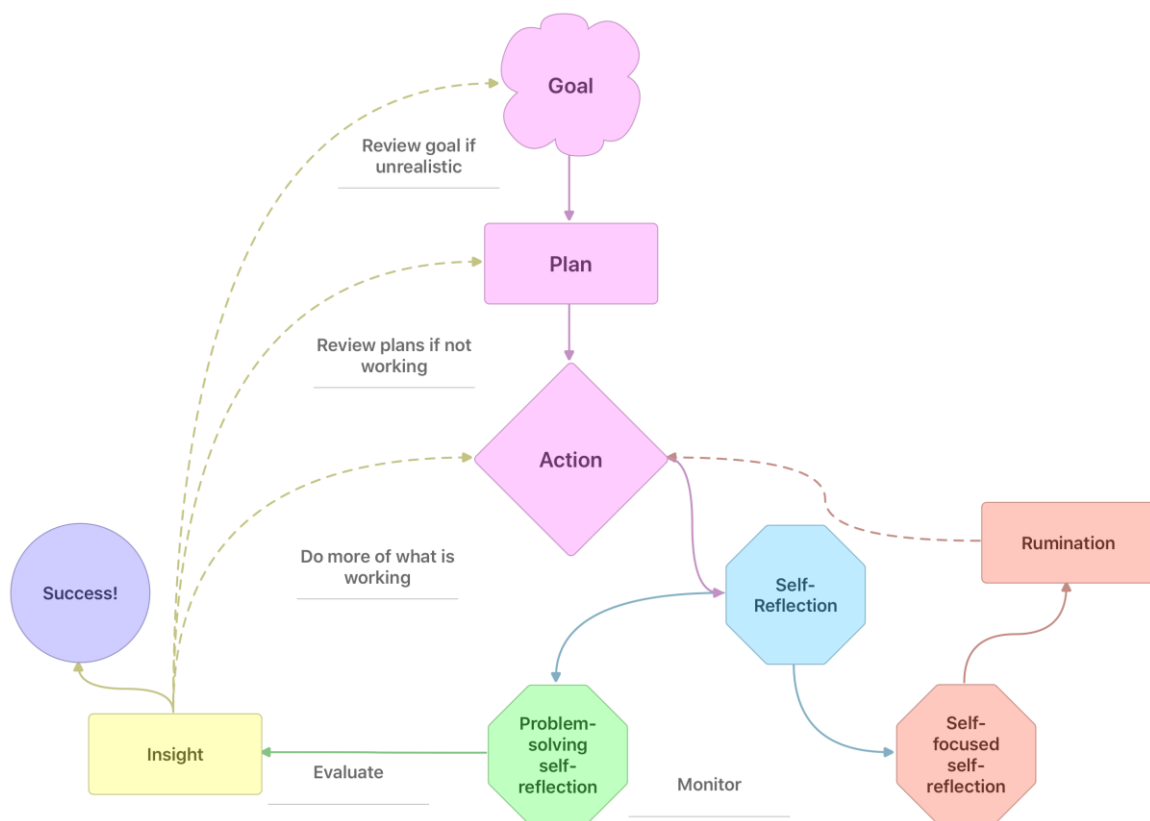 Goal
Review goal if
unrealistic
Plan
Review plans if not
working
Action
Rumination
Do more of what is
working
Success!
Self-
Reflection
Problem-
solving
self-
reflection
Self-
focused
self-
reflection
Insight
Evaluate
Monitor